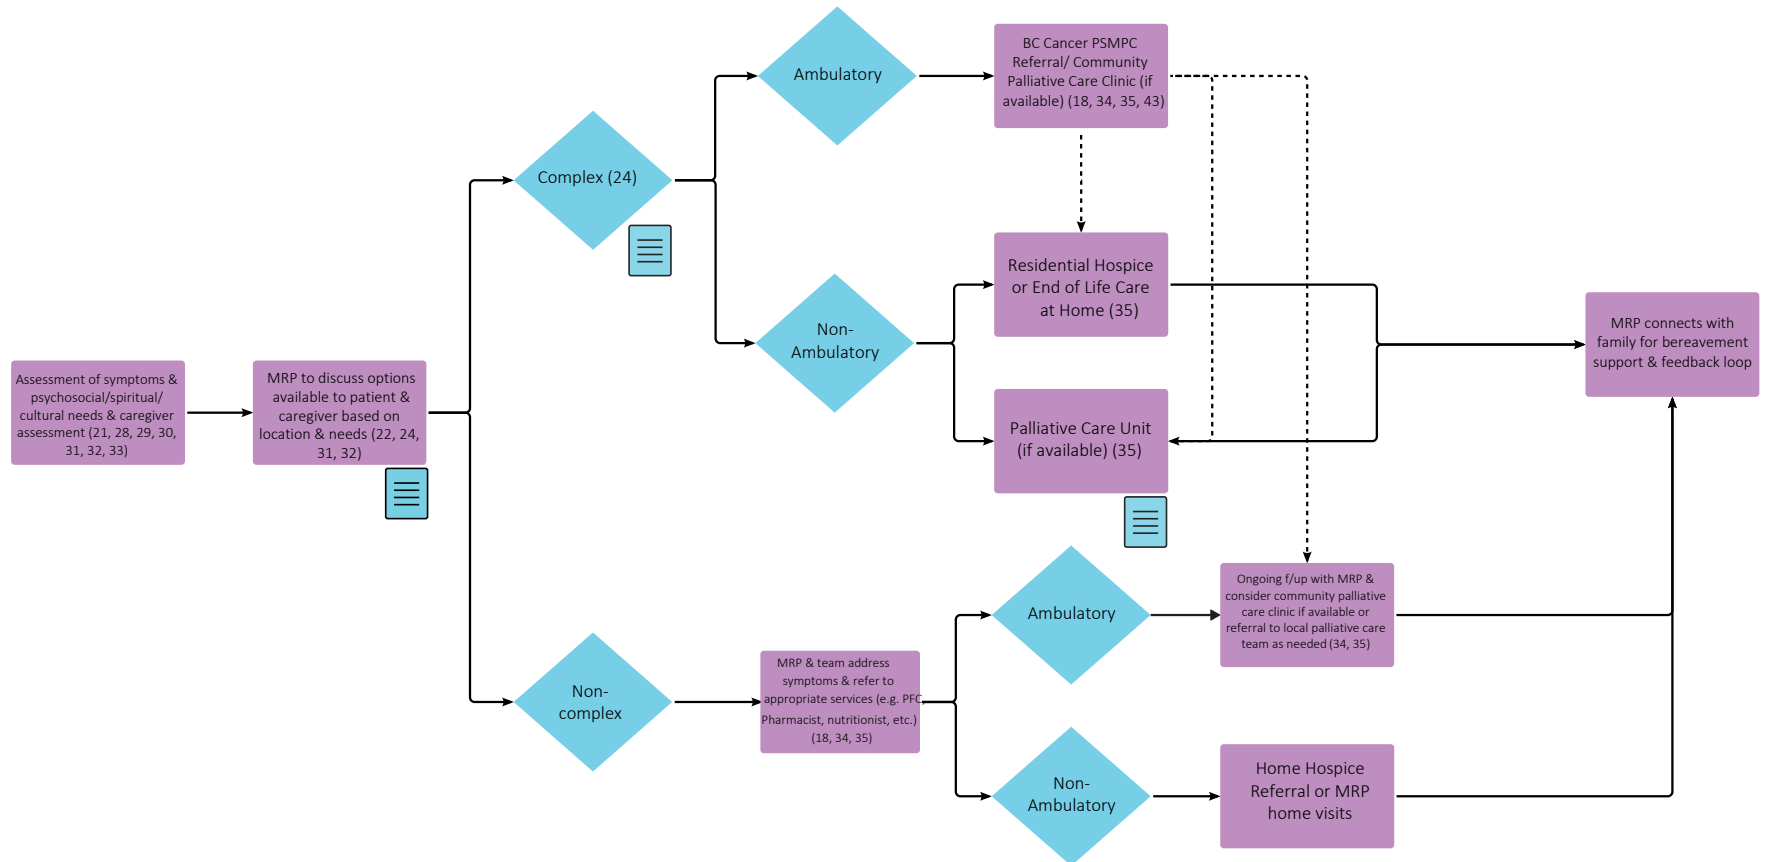 Assessment of symptoms &
psychosocial/spiritual/
cultural needs & caregiver
assessment (21, 28, 29, 30,
31, 32, 33)
MRP to discuss options
available to patient &
caregiver based on
location & needs (22, 24,
31, 32)
Complex (24)
Ambulatory
BC Cancer PSMPC
Referral/ Community
Palliative Care Clinic (if
available) (18, 34, 35, 43)
Non-
Ambulatory
Residential Hospice
or End of Life Care
at Home (35)
Palliative Care Unit
(if available) (35)
MRP connects with
family for bereavement
support & feedback loop
Non-
complex
MRP & team address
symptoms & refer to
appropriate services (e.g. PFC,
Pharmacist, nutritionist, etc.)
(18, 34, 35)
Ambulatory
Ongoing f/up with MRP &
consider community palliative
care clinic if available or
referral to local palliative care
team as needed (34, 35)
Non-
Ambulatory
Home Hospice
Referral or MRP
home visits